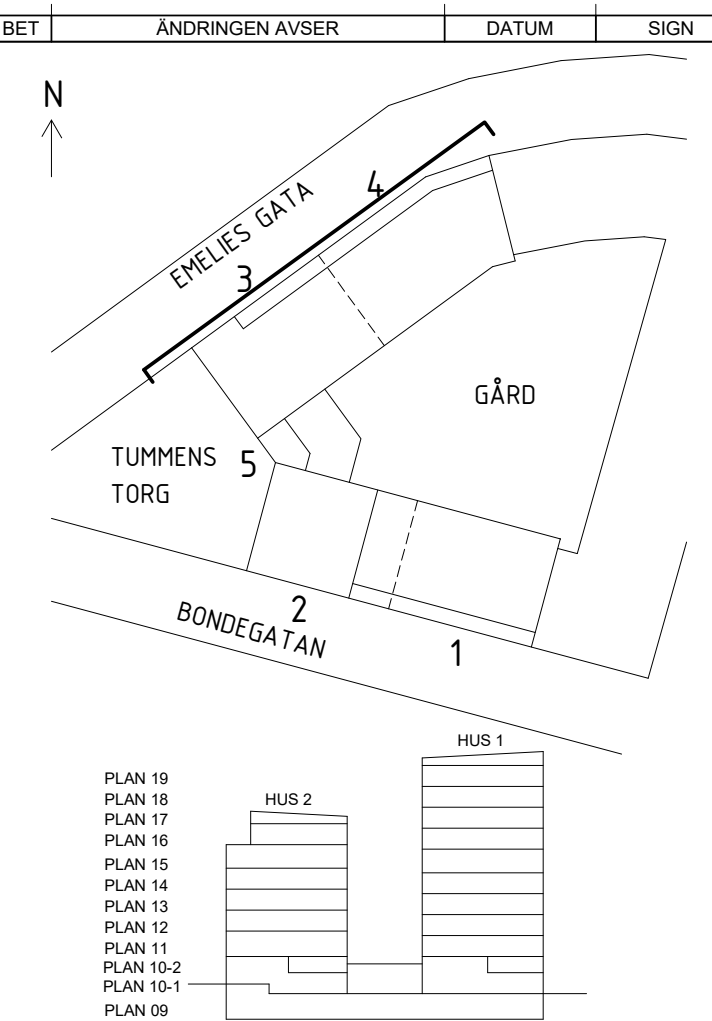 BET ÄNDRINGEN AVSER DATUM SIGN
N
EMELIES GATA
4
3
GÅRD
TUMMENS
TORG
5
2
BONDEGATAN
1
HUS 1
HUS 2
PLAN 19
PLAN 18
PLAN 17
PLAN 16
PLAN 15
PLAN 14
PLAN 13
PLAN 12
PLAN 11
PLAN 10-2
PLAN 10-1
PLAN 09